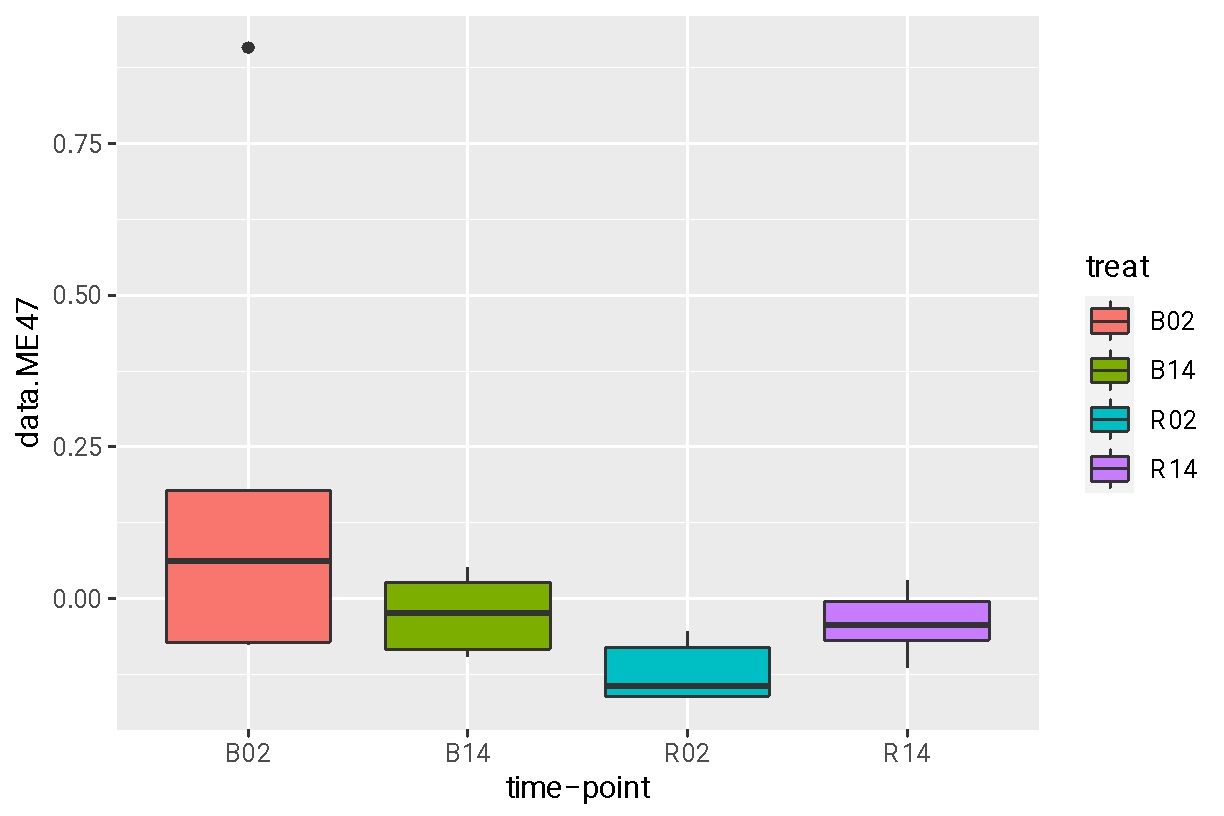 data.ME47
0.75
0.50
0.25
0.00
B02
B14
R02
R14
time-point
treat
B02
B14
R02
R14